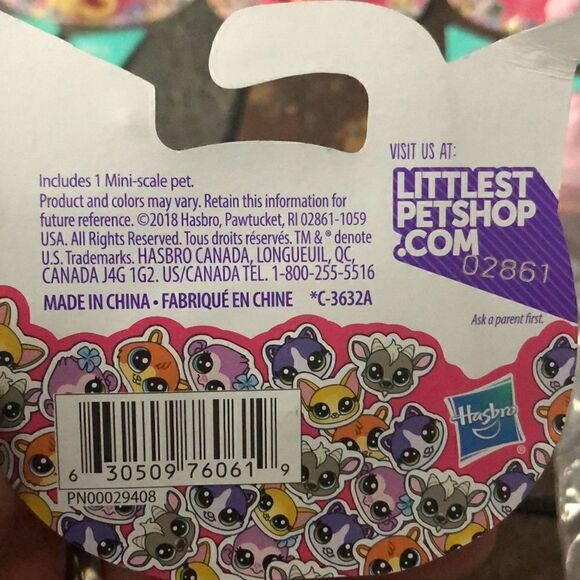 VISIT US AT:
LITTLEST
PETSHOP
.COM
02861
Ask a parent first.
Includes 1 Mini-scale pet.
Product and colors may vary. Retain this information for
future reference. ©2018 Hasbro, Pawtucket, RI 02861-1059
USA. All Rights Reserved. Tous droits réservés. TM & ® denote
U.S. Trademarks. HASBRO CANADA, LONGUEUIL, QC,
CANADA J4G 1G2. US/CANADA TEL. 1-800-255-5516
MADE IN CHINA • FABRIQUÉ EN CHINE *C-3632A
Hasbro
®
6 30509 76061 9
PN00029408